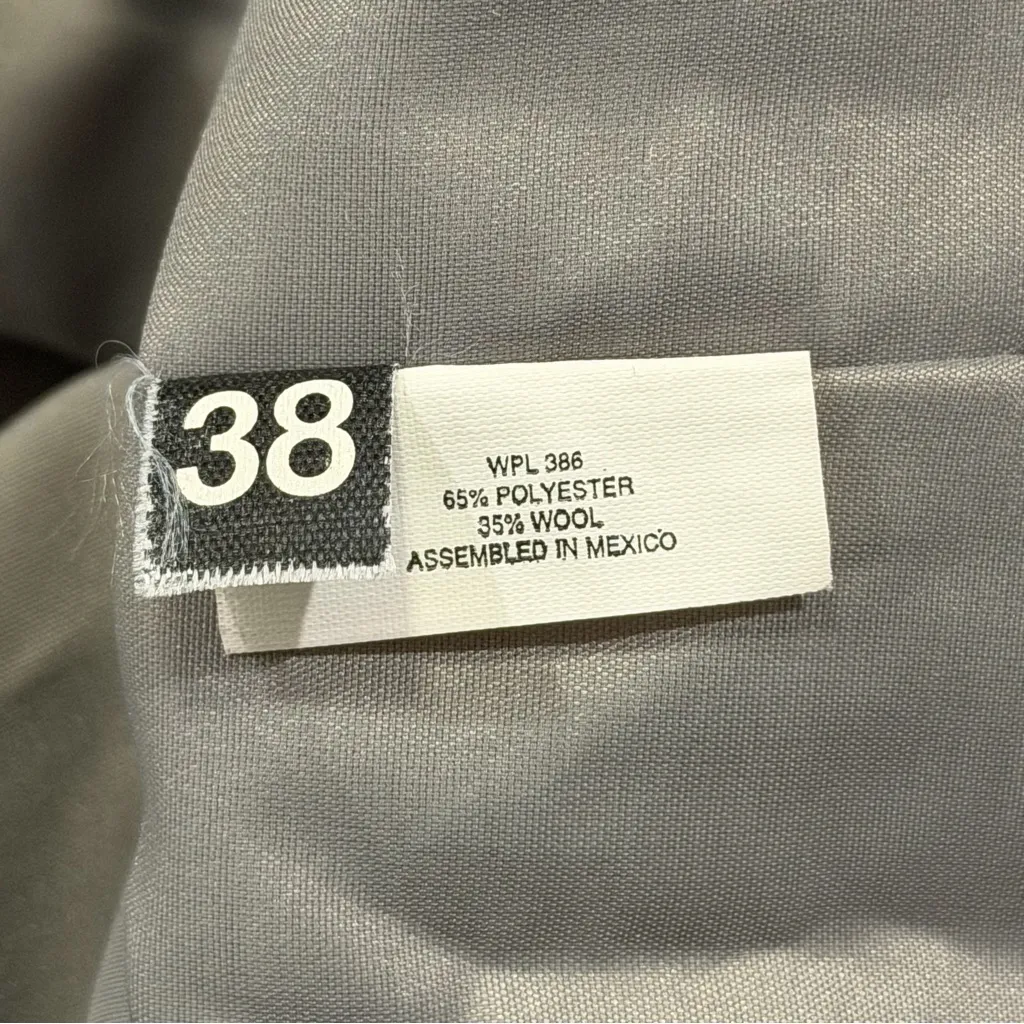 38
WPL 386
65% POLYESTER
35% WOOL
ASSEMBLED IN MEXICO